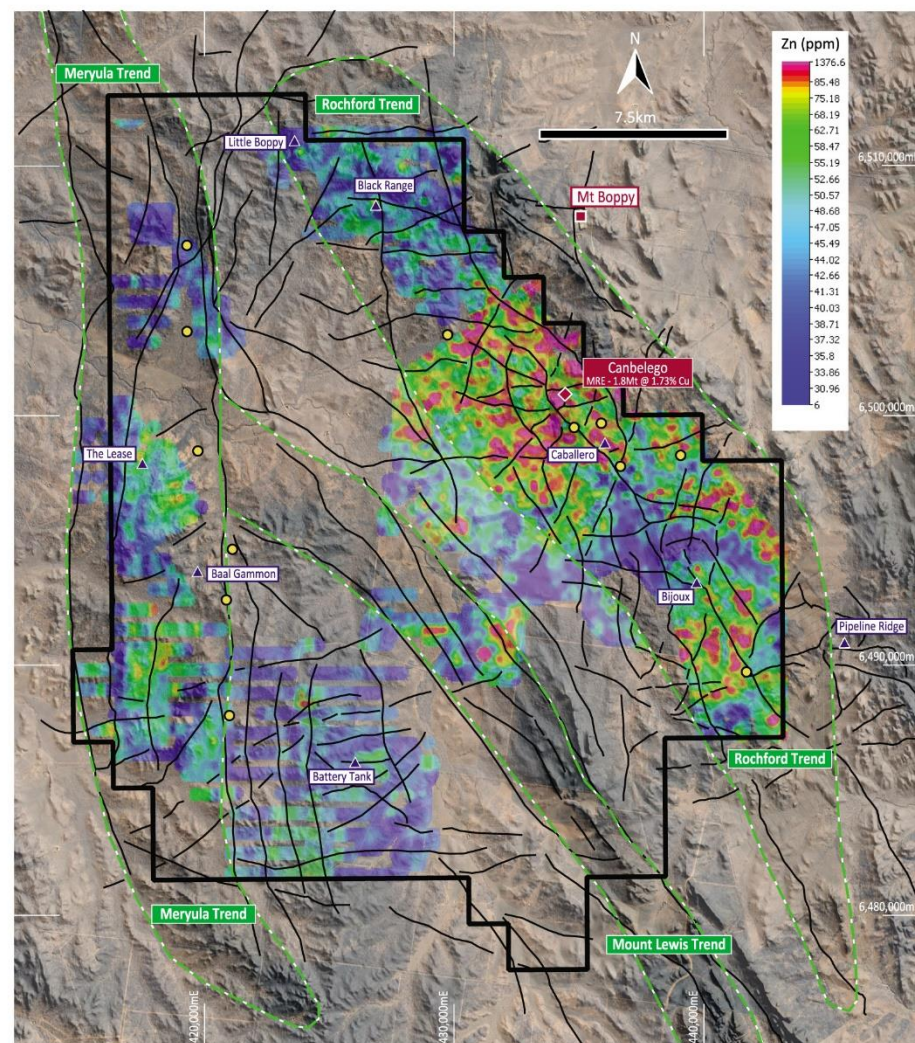 Meryula Trend
Rochford Trend
N
7.5km
Zn (ppm)
1376.6
85.48
75.18
68.19
62.71
58.47
55.19
52.66
50.57
48.68
47.05
45.49
44.02
42.66
41.31
40.03
38.71
37.32
35.8
33.86
30.96
6
Little Boppy
6,510,000mN
Black Range
Mt Boppy
Canbelego
MRE - 1.8Mt @ 1.73% Cu
6,500,000mN
The Lease
Caballero
Baal Gammon
Bijoux
Pipeline Ridge
6,490,000mN
Battery Tank
Rochford Trend
Meryula Trend
6,480,000mN
Mount Lewis Trend
420,000mE
430,000mE
440,000mE